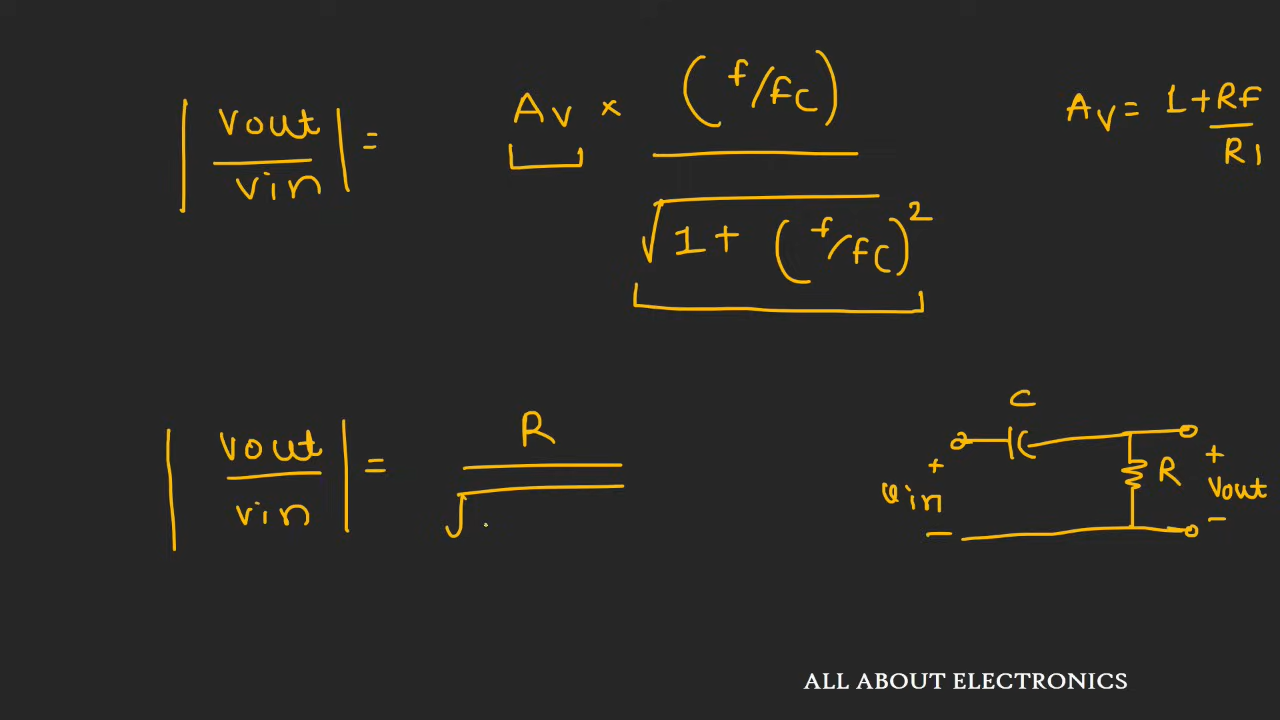 | Vout / Vin | = Av × (f/fc) / √1 + (f/fc)²
Av = 1 + RF / R1
| Vout / Vin | = R / √
C
+ Vin −
R
+ Vout −
ALL ABOUT ELECTRONICS